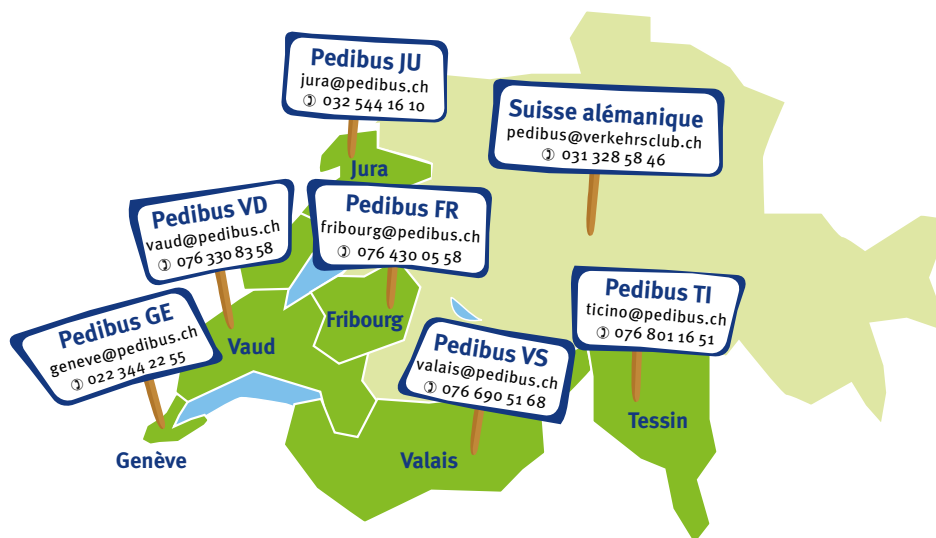 Pedibus JU
jura@pedibus.ch
✆ 032 544 16 10
Suisse alémanique
pedibus@verkehrsclub.ch
✆ 031 328 58 46
Jura
Pedibus VD
vaud@pedibus.ch
✆ 076 330 83 58
Pedibus FR
fribourg@pedibus.ch
✆ 076 430 05 58
Pedibus TI
ticino@pedibus.ch
✆ 076 801 16 51
Pedibus GE
geneve@pedibus.ch
✆ 022 344 22 55
Fribourg
Vaud
Pedibus VS
valais@pedibus.ch
✆ 076 690 51 68
Tessin
Genève
Valais